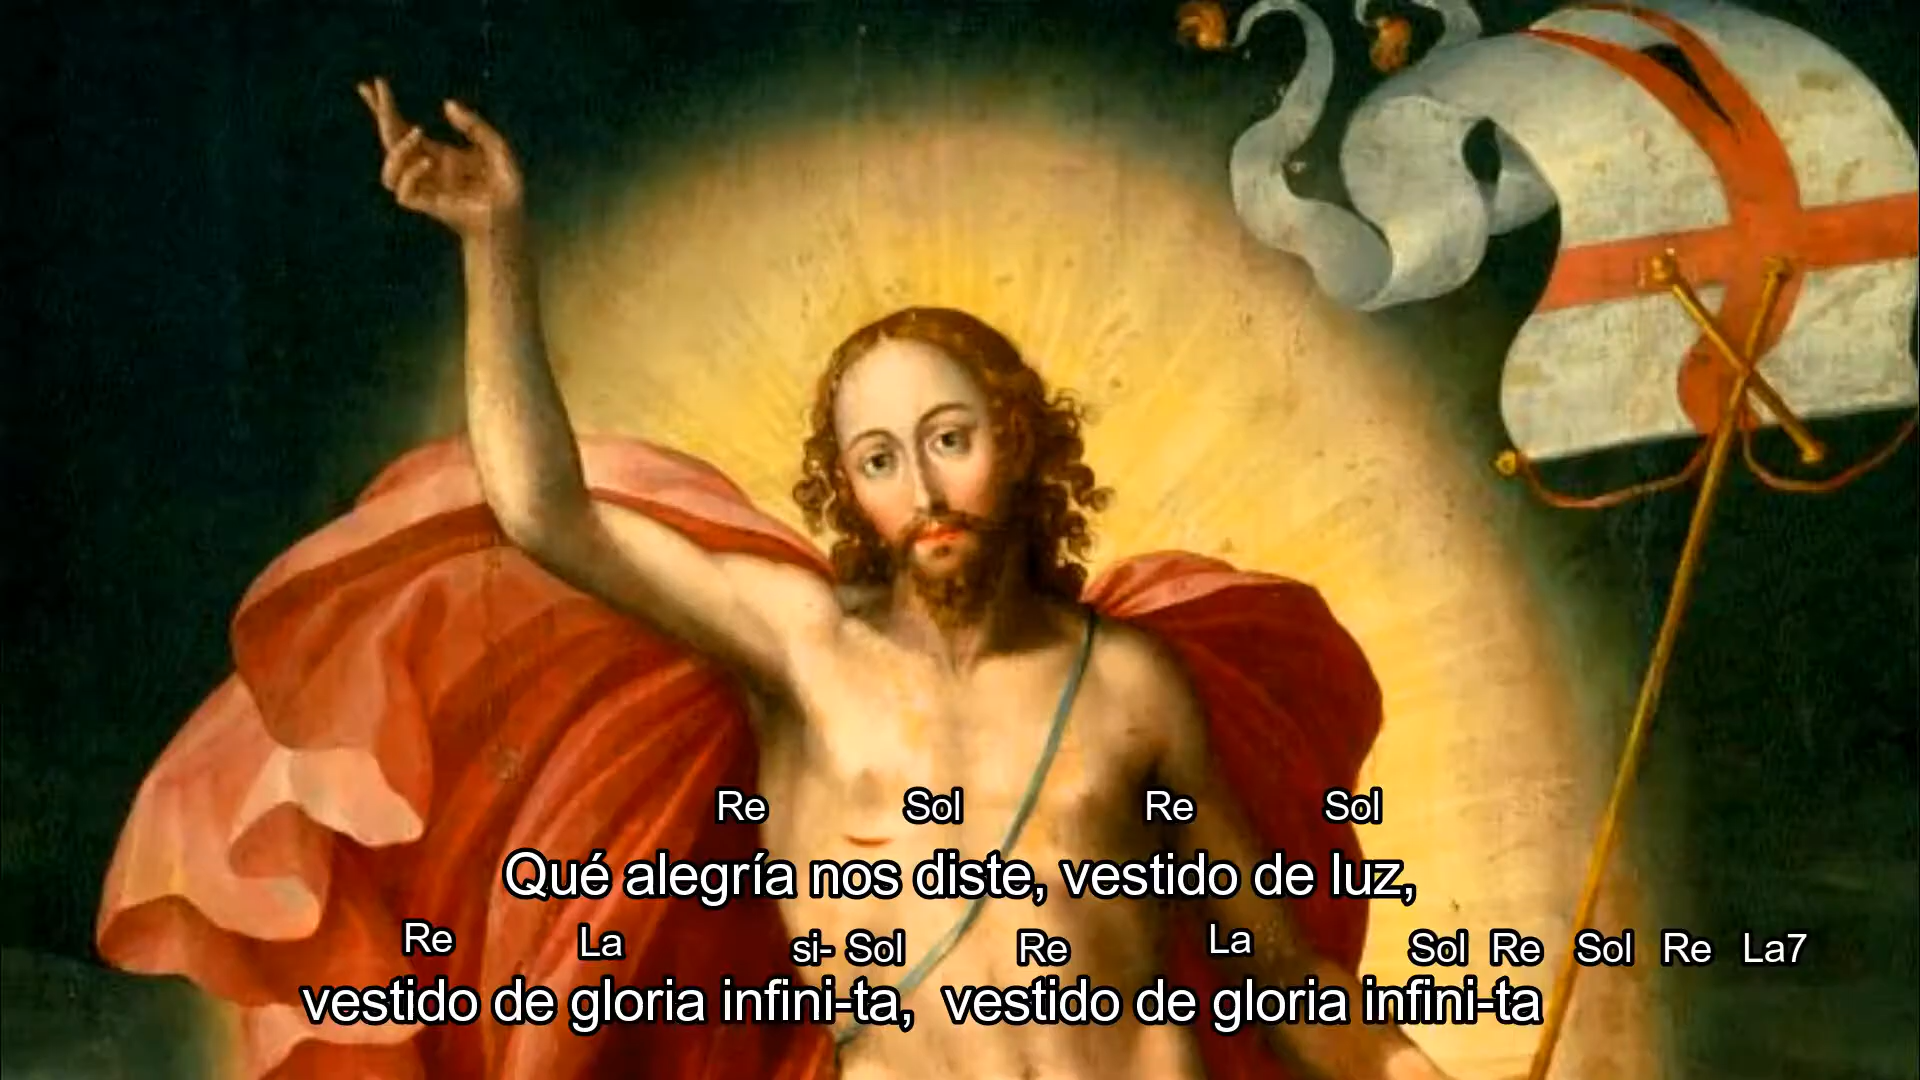 Re Sol Re Sol
Qué alegría nos diste, vestido de luz,
Re La si- Sol Re La Sol Re Sol Re La7
vestido de gloria infini-ta, vestido de gloria infini-ta